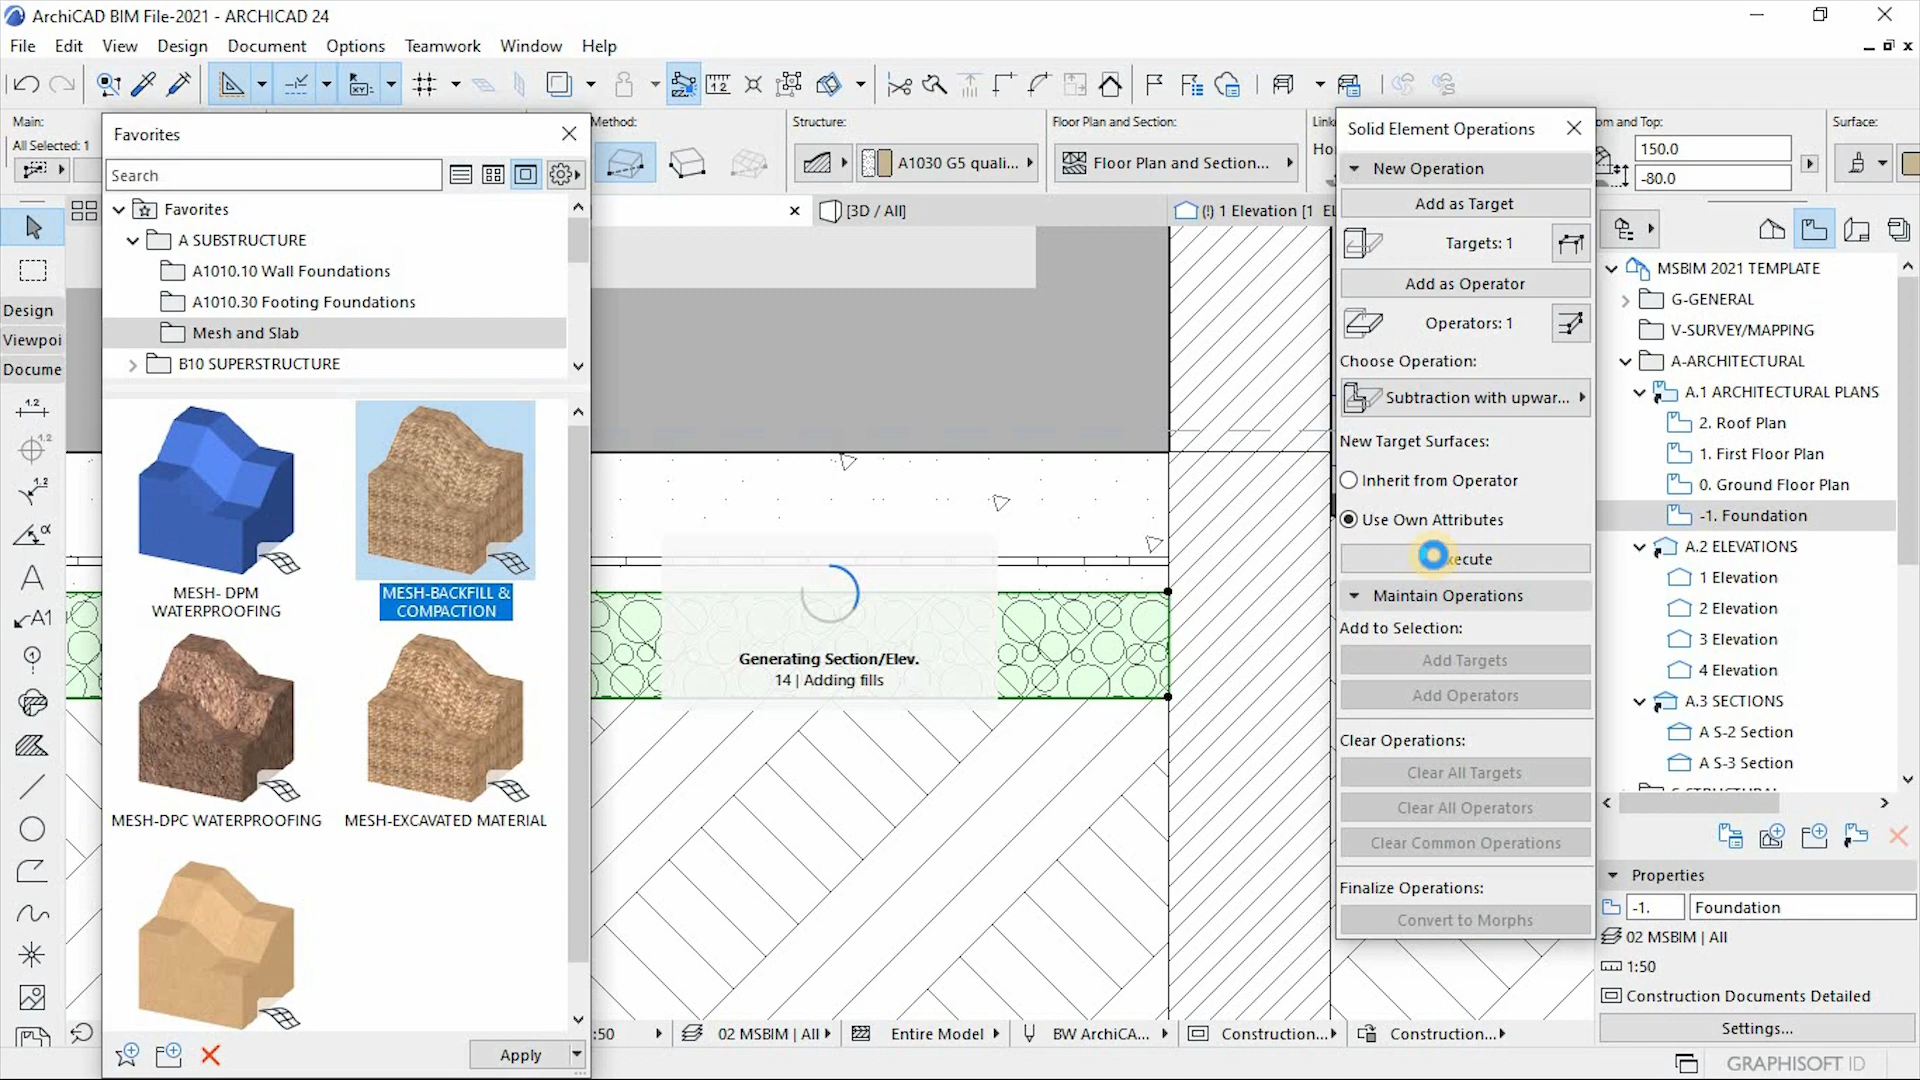 ArchiCAD BIM File-2021 - ARCHICAD 24
File Edit View Design Document Options Teamwork Window Help
Main:
All Selected: 1
Method:
Structure:
A1030 G5 quali...
Floor Plan and Section:
Floor Plan and Section...
150.0
-80.0
om and Top:
Surface:
Favorites
Search
Favorites
A SUBSTRUCTURE
A1010.10 Wall Foundations
A1010.30 Footing Foundations
Mesh and Slab
B10 SUPERSTRUCTURE
MESH- DPM
WATERPROOFING
MESH-BACKFILL &
COMPACTION
MESH-DPC WATERPROOFING
MESH-EXCAVATED MATERIAL
Apply
Design
Viewpoi
Docume
[3D / All]
(!) 1 Elevation [1 EL
Generating Section/Elev.
14 | Adding fills
Solid Element Operations
New Operation
Add as Target
Targets: 1
Add as Operator
Operators: 1
Choose Operation:
Subtraction with upwar...
New Target Surfaces:
Inherit from Operator
Use Own Attributes
ecute
Maintain Operations
Add to Selection:
Add Targets
Add Operators
Clear Operations:
Clear All Targets
Clear All Operators
Clear Common Operations
Finalize Operations:
Convert to Morphs
MSBIM 2021 TEMPLATE
G-GENERAL
V-SURVEY/MAPPING
A-ARCHITECTURAL
A.1 ARCHITECTURAL PLANS
2. Roof Plan
1. First Floor Plan
0. Ground Floor Plan
-1. Foundation
A.2 ELEVATIONS
1 Elevation
2 Elevation
3 Elevation
4 Elevation
A.3 SECTIONS
A S-2 Section
A S-3 Section
Properties
-1. Foundation
02 MSBIM | All
1:50
Construction Documents Detailed
Settings...
:50 02 MSBIM | All Entire Model BW ArchiCA... Construction... Construction...
GRAPHISOFT ID